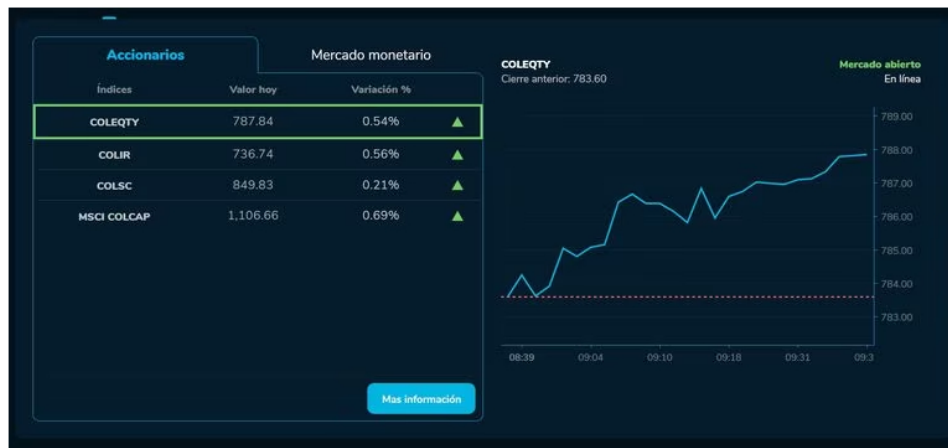 Accionarios
Mercado monetario
Índices Valor hoy Variación %
COLEQTY 787.84 0.54%
COLIR 736.74 0.56%
COLSC 849.83 0.21%
MSCI COLCAP 1,106.66 0.69%
Mas información
COLEQTY
Cierre anterior: 783.60
Mercado abierto
En línea
789.00
788.00
787.00
786.00
785.00
784.00
783.00
08:39 09:04 09:10 09:18 09:31 09:3